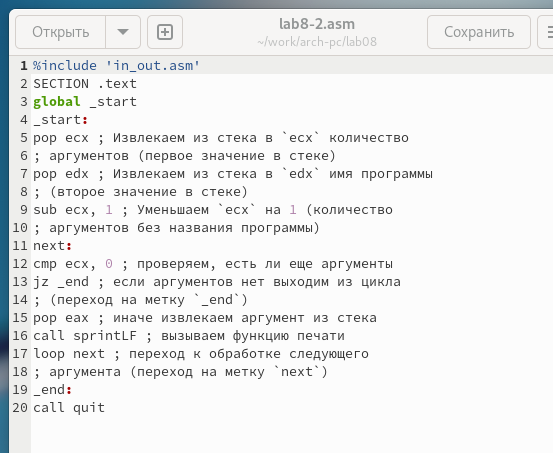 Открыть
lab8-2.asm
~/work/arch-pc/lab08
Сохранить
1 %include 'in_out.asm'
2 SECTION .text
3 global _start
4 _start:
5 pop ecx ; Извлекаем из стека в `ecx` количество
6 ; аргументов (первое значение в стеке)
7 pop edx ; Извлекаем из стека в `edx` имя программы
8 ; (второе значение в стеке)
9 sub ecx, 1 ; Уменьшаем `ecx` на 1 (количество
10 ; аргументов без названия программы)
11 next:
12 cmp ecx, 0 ; проверяем, есть ли еще аргументы
13 jz _end ; если аргументов нет выходим из цикла
14 ; (переход на метку `_end`)
15 pop eax ; иначе извлекаем аргумент из стека
16 call sprintLF ; вызываем функцию печати
17 loop next ; переход к обработке следующего
18 ; аргумента (переход на метку `next`)
19 _end:
20 call quit